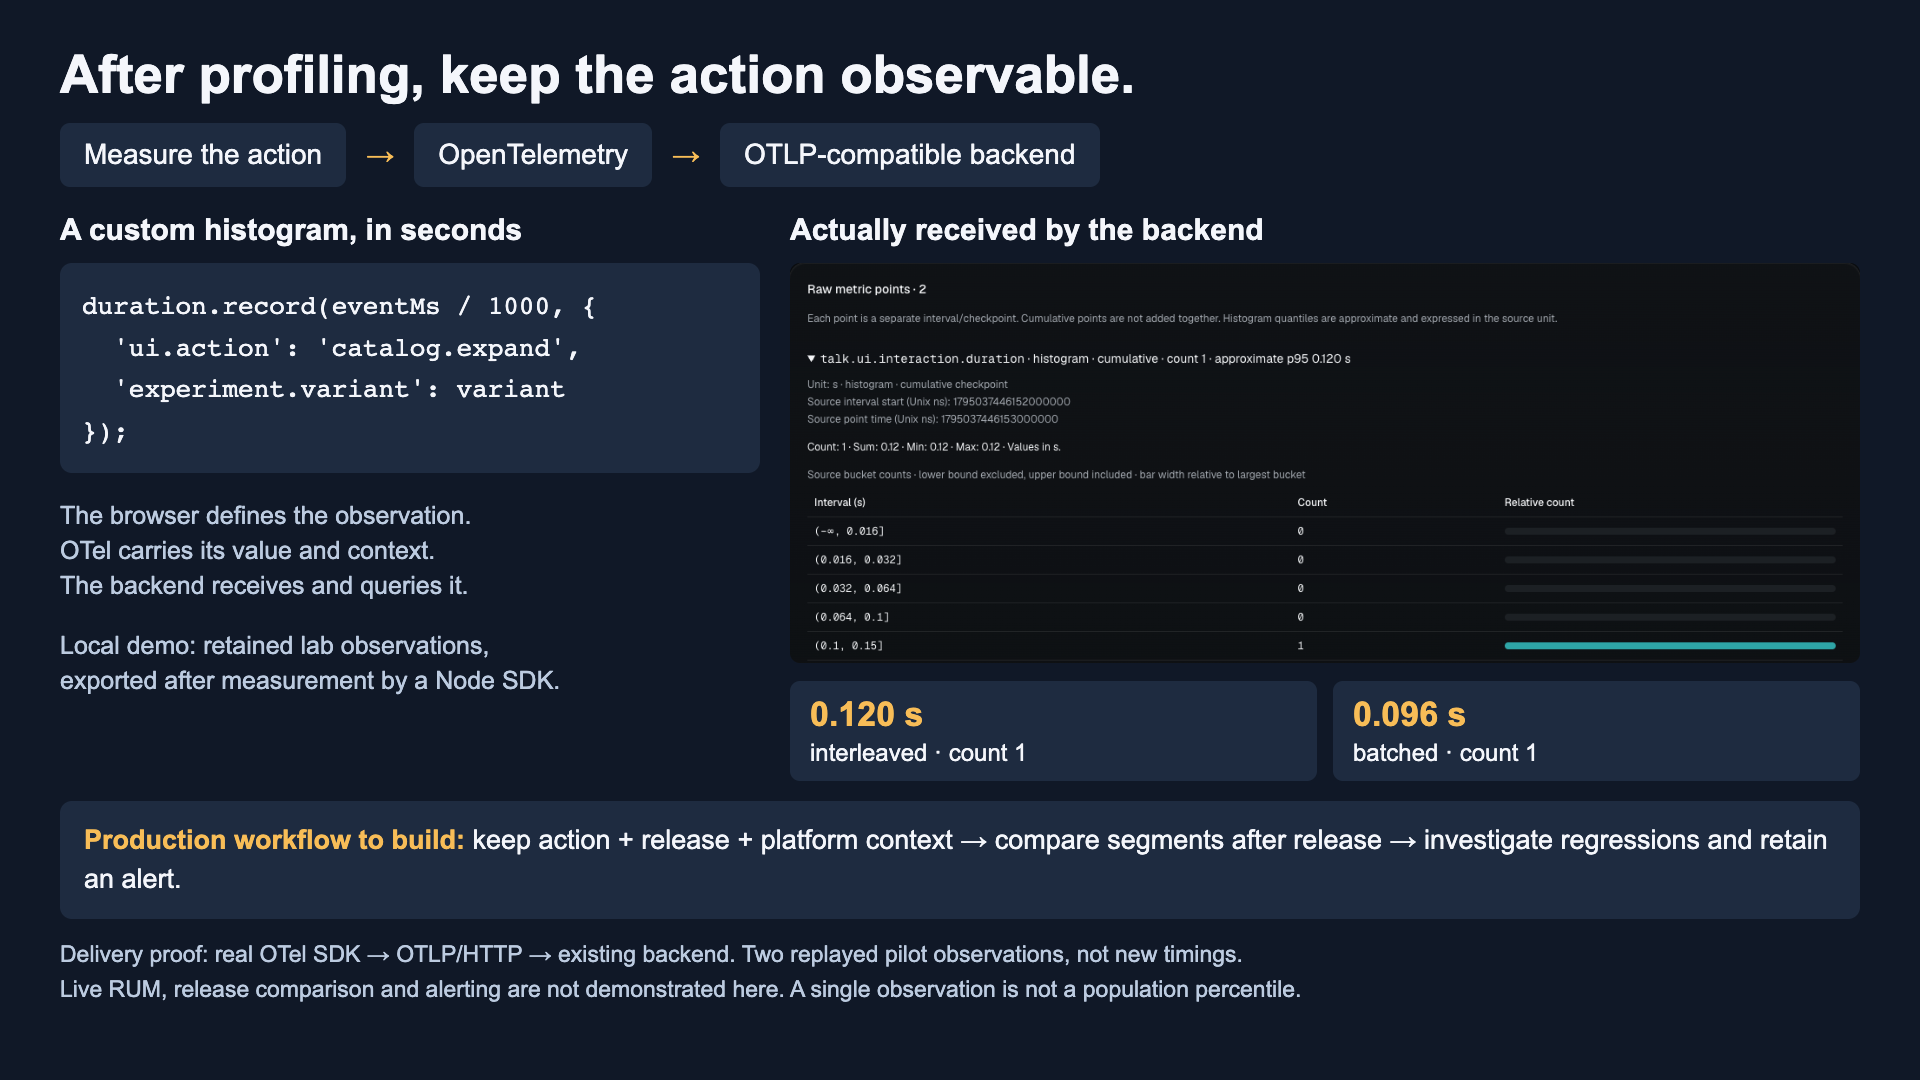 After profiling, keep the action observable.
Measure the action → OpenTelemetry → OTLP-compatible backend
A custom histogram, in seconds
duration.record(eventMs / 1000, {
'ui.action': 'catalog.expand',
'experiment.variant': variant
});
The browser defines the observation.
OTel carries its value and context.
The backend receives and queries it.
Local demo: retained lab observations,
exported after measurement by a Node SDK.
Actually received by the backend
Raw metric points · 2
Each point is a separate interval/checkpoint. Cumulative points are not added together. Histogram quantiles are approximate and expressed in the source unit.
▼ talk.ui.interaction.duration · histogram · cumulative · count 1 · approximate p95 0.120 s
Unit: s · histogram · cumulative checkpoint
Source interval start (Unix ns): 1795037446152000000
Source point time (Unix ns): 1795037446153000000
Count: 1 · Sum: 0.12 · Min: 0.12 · Max: 0.12 · Values in s.
Source bucket counts · lower bound excluded, upper bound included · bar width relative to largest bucket
Interval (s) Count Relative count
(-∞, 0.016] 0
(0.016, 0.032] 0
(0.032, 0.064] 0
(0.064, 0.1] 0
(0.1, 0.15] 1
0.120 s
interleaved · count 1
0.096 s
batched · count 1
Production workflow to build: keep action + release + platform context → compare segments after release → investigate regressions and retain
an alert.
Delivery proof: real OTel SDK → OTLP/HTTP → existing backend. Two replayed pilot observations, not new timings.
Live RUM, release comparison and alerting are not demonstrated here. A single observation is not a population percentile.